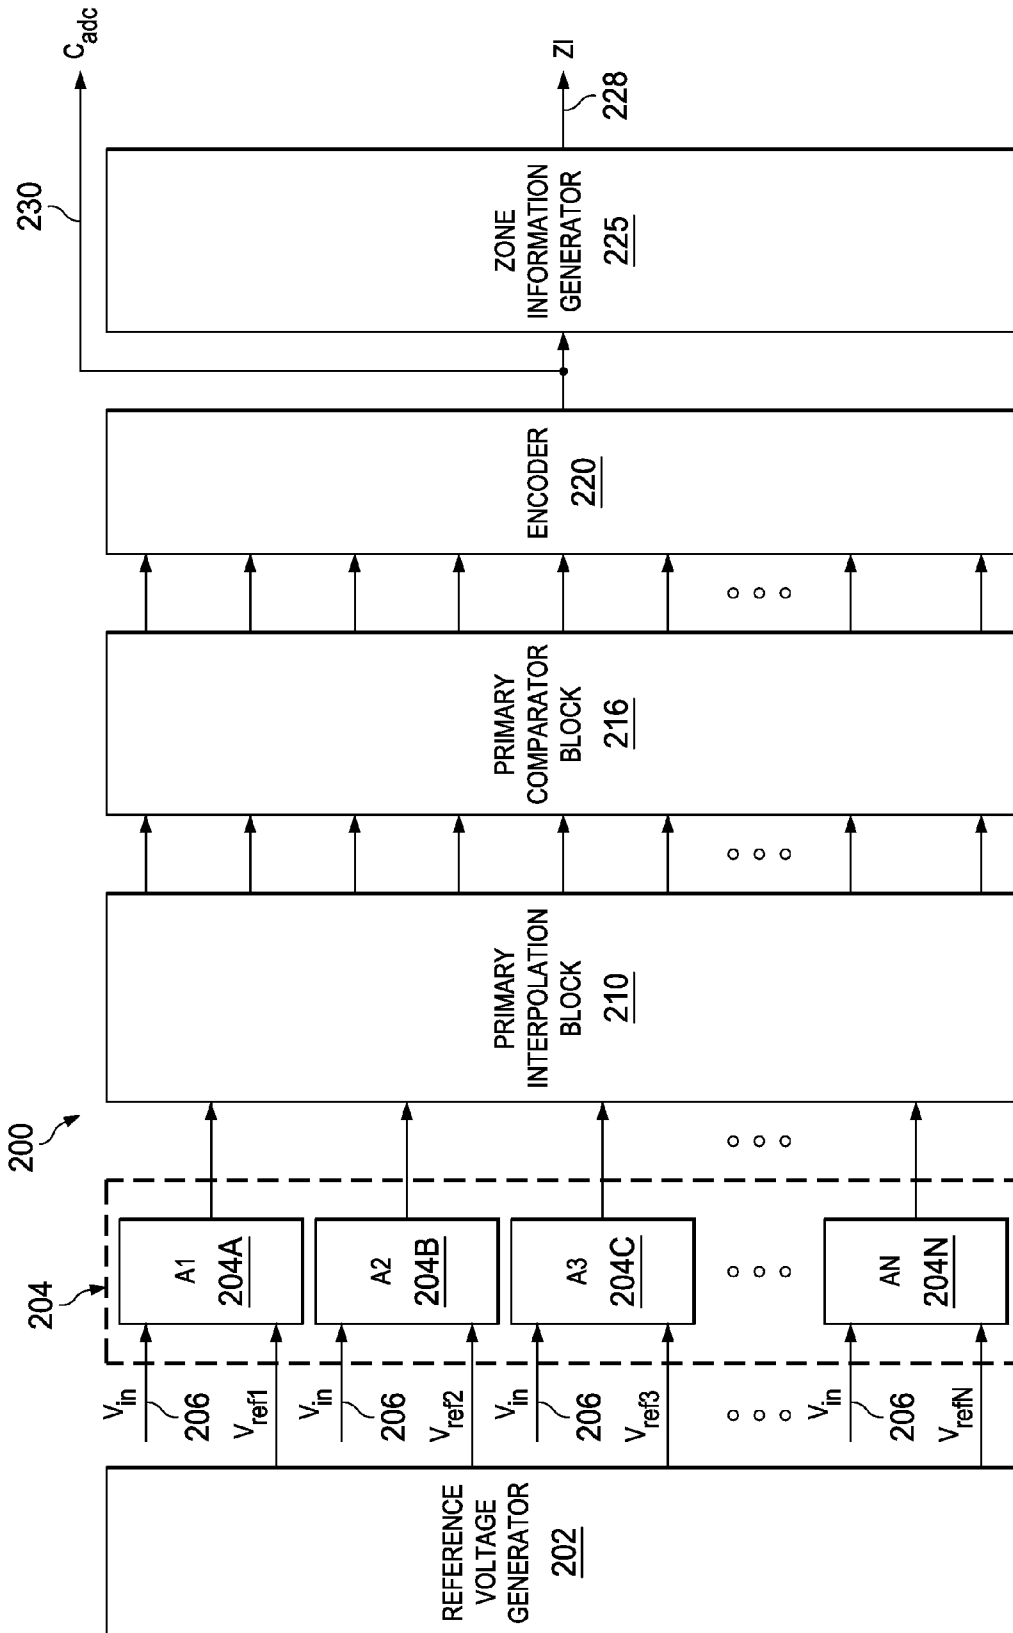 REFERENCE
VOLTAGE
GENERATOR
202
V_in
206
V_ref1
V_in
206
V_ref2
V_in
206
V_ref3
V_in
206
V_refN
204
A1
204A
A2
204B
A3
204C
AN
204N
200
PRIMARY
INTERPOLATION
BLOCK
210
PRIMARY
COMPARATOR
BLOCK
216
ENCODER
220
ZONE
INFORMATION
GENERATOR
225
230
C_adc
ZI
228